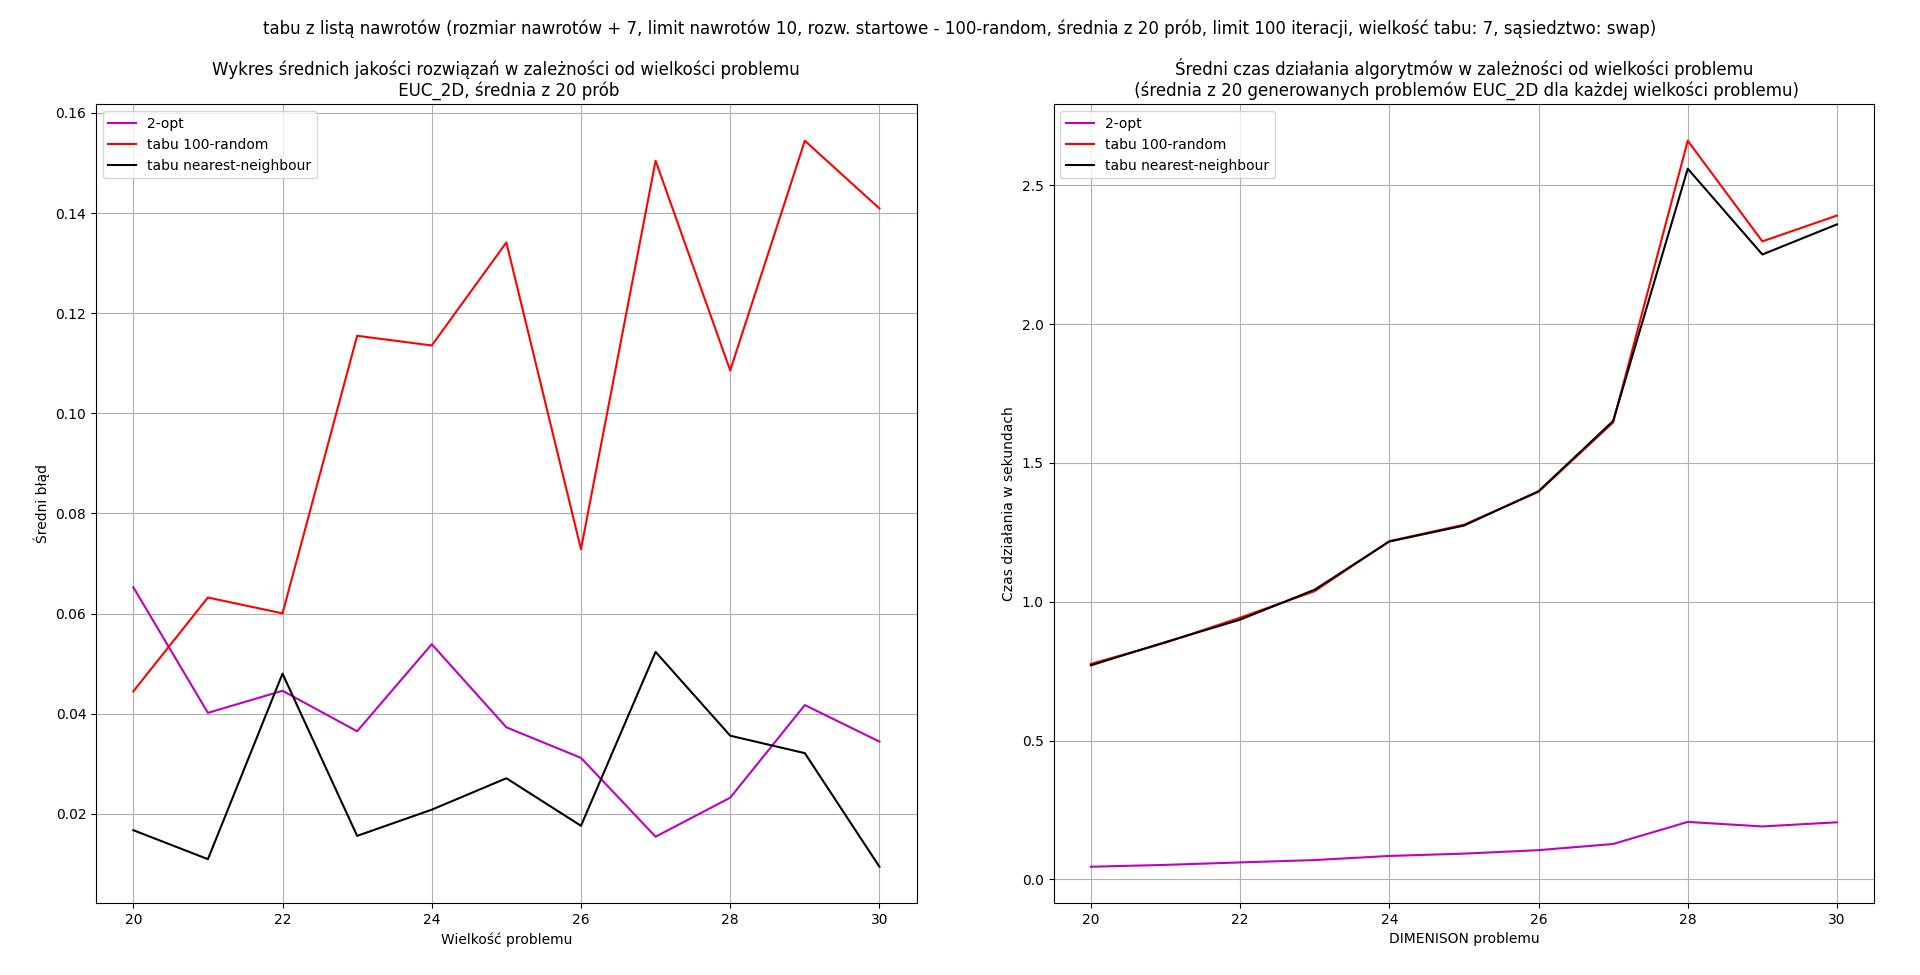 tabu z listą nawrotów (rozmiar nawrotów + 7, limit nawrotów 10, rozw. startowe - 100-random, średnia z 20 prób, limit 100 iteracji, wielkość tabu: 7, sąsiedztwo: swap)
Wykres średnich jakości rozwiązań w zależności od wielkości problemu
EUC_2D, średnia z 20 prób
2-opt
tabu 100-random
tabu nearest-neighbour
0.16
0.14
0.12
0.10
0.08
0.06
0.04
0.02
Średni błąd
20 22 24 26 28 30
Wielkość problemu
Średni czas działania algorytmów w zależności od wielkości problemu
(średnia z 20 generowanych problemów EUC_2D dla każdej wielkości problemu)
2-opt
tabu 100-random
tabu nearest-neighbour
2.5
2.0
1.5
1.0
0.5
0.0
Czas działania w sekundach
20 22 24 26 28 30
DIMENISON problemu